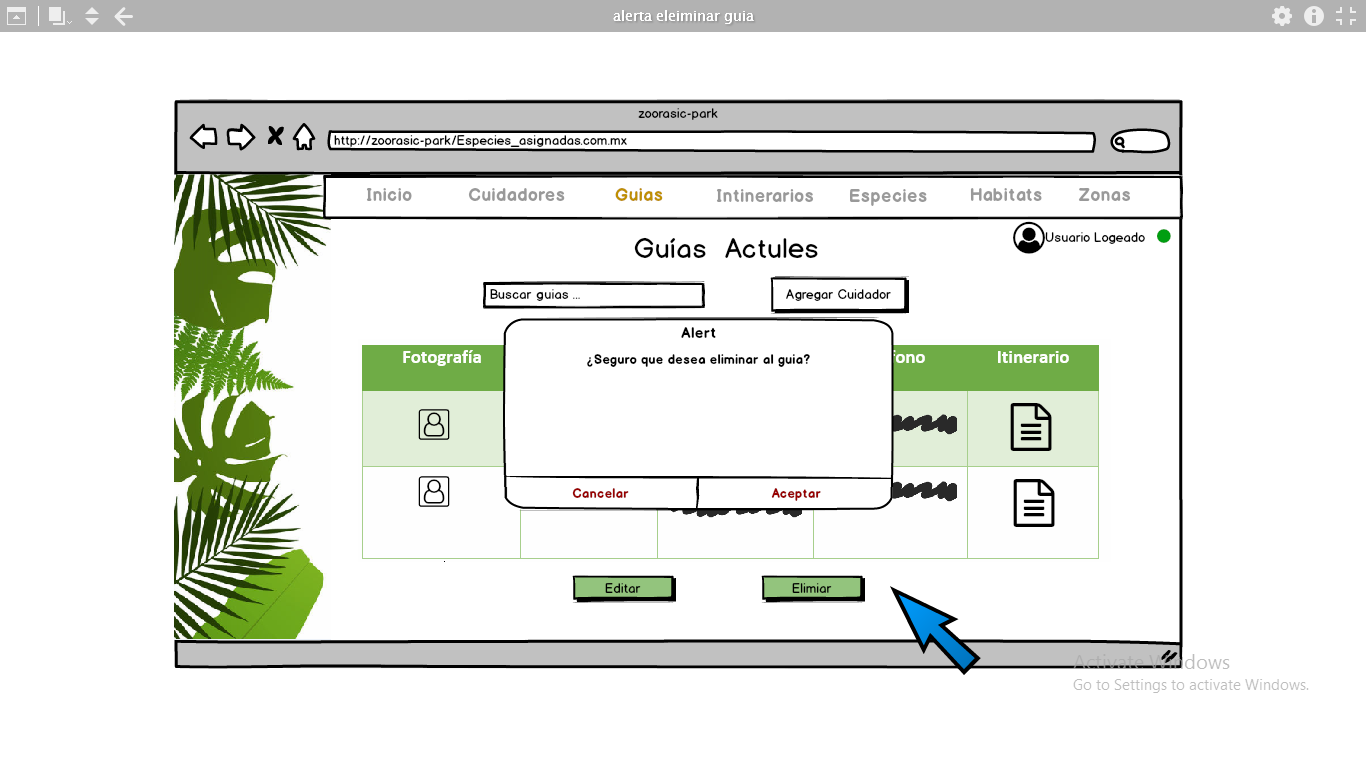 alerta eleiminar guia
zoorasic-park
http://zoorasic-park/Especies_asignadas.com.mx
Inicio Cuidadores Guias Intinerarios Especies Habitats Zonas
Usuario Logeado
Guías Actules
Buscar guias ... Agregar Cuidador
Alert
¿Seguro que desea eliminar al guia?
Fotografía fono Itinerario
Cancelar Aceptar
Editar Elimiar
Activate Windows
Go to Settings to activate Windows.